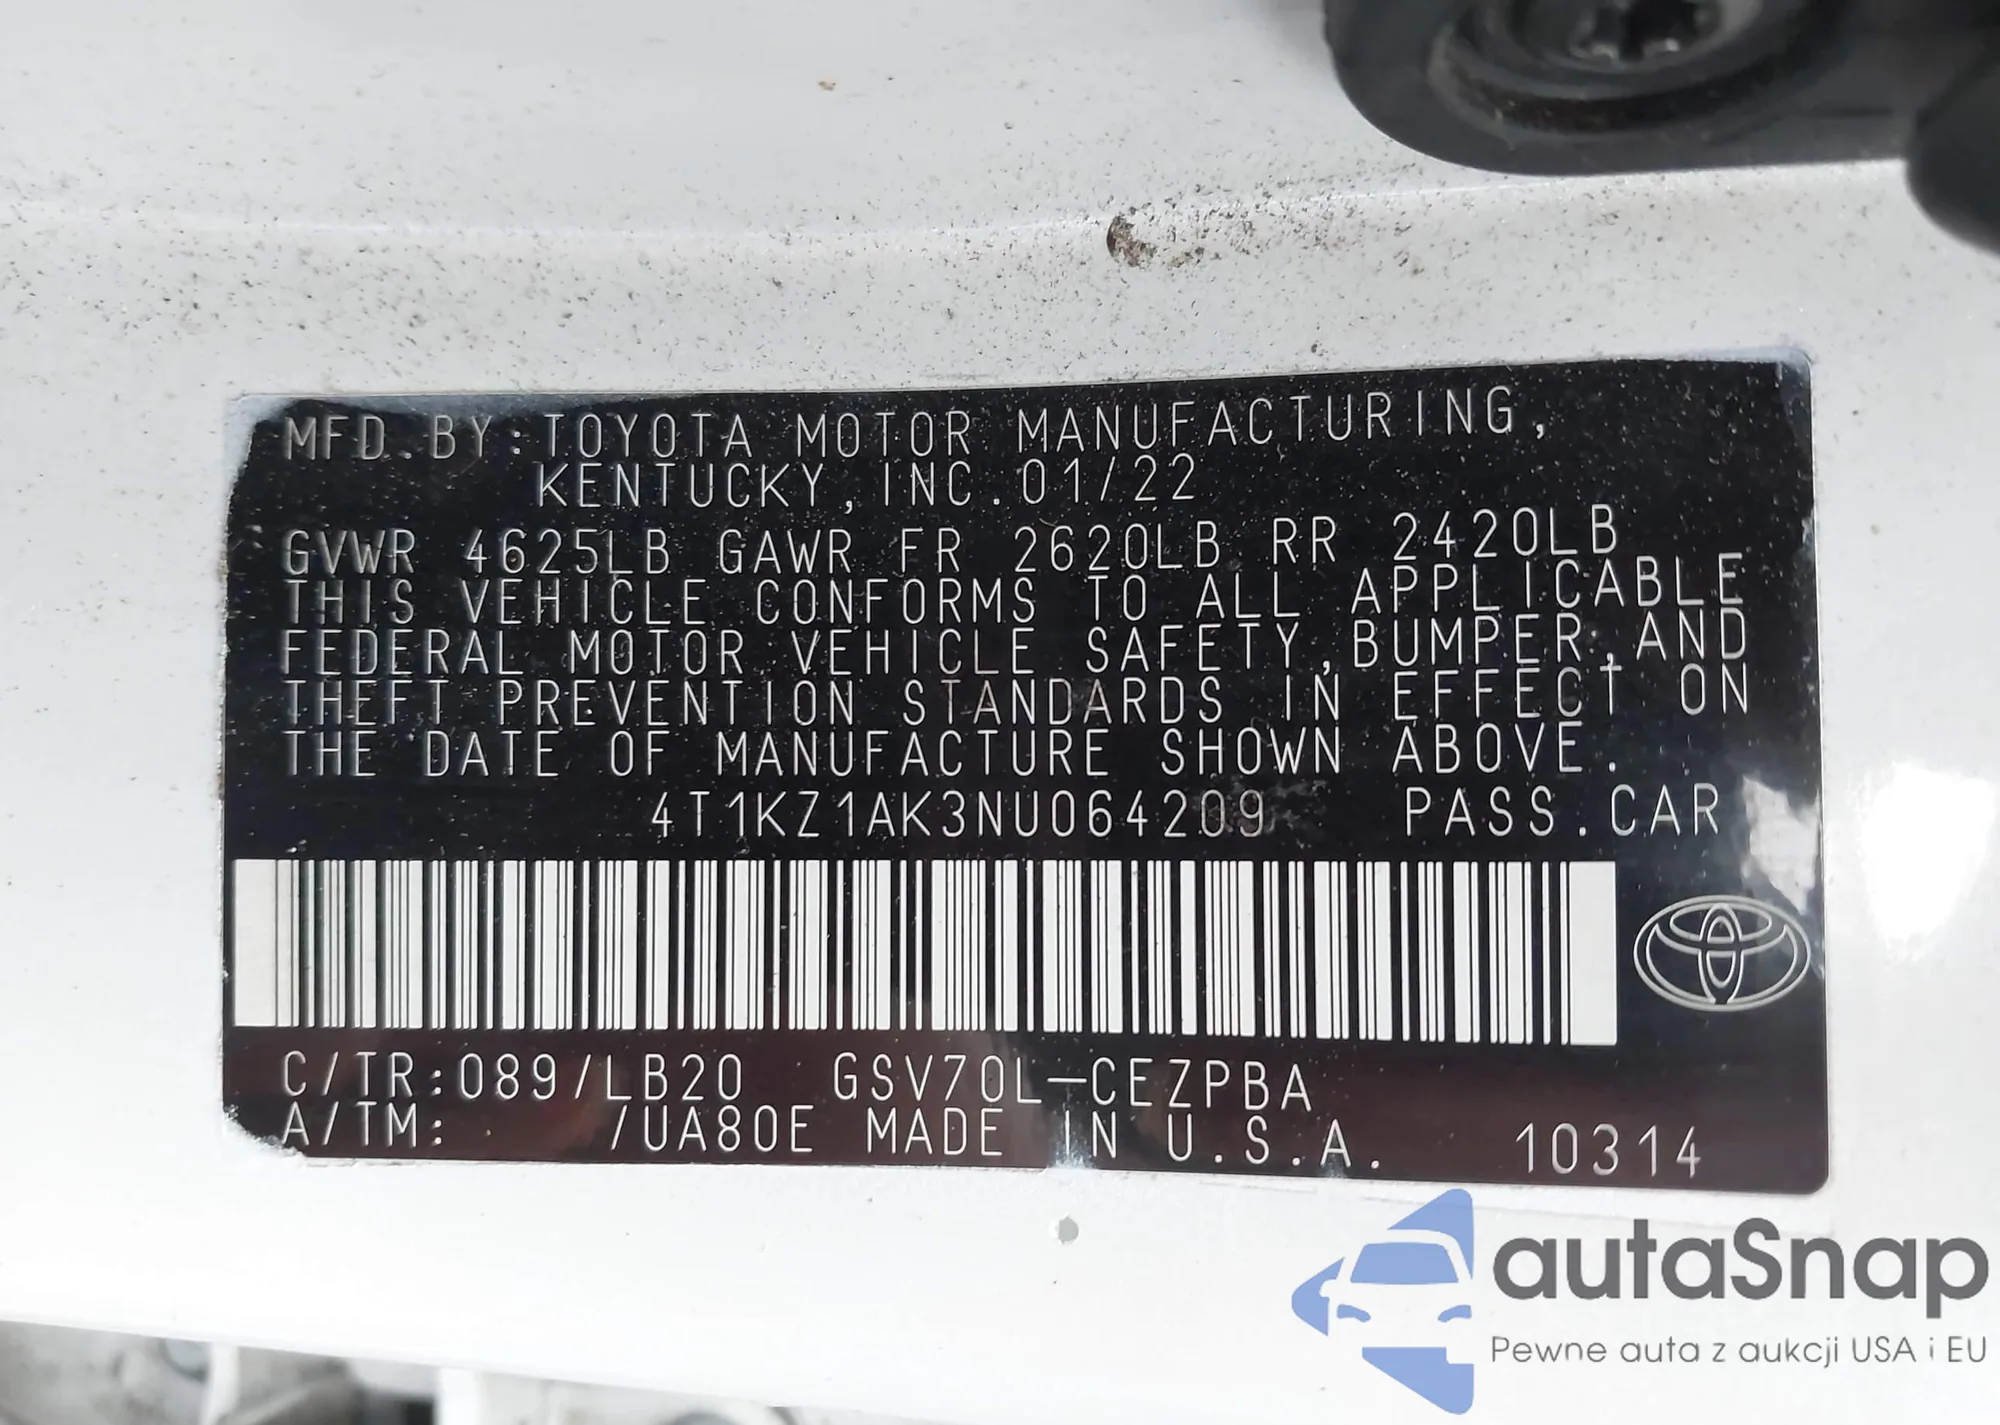 MFD.BY:TOYOTA MOTOR MANUFACTURING,
KENTUCKY, INC.01/22
GVWR 4625LB GAWR FR 2620LB RR 2420LB
THIS VEHICLE CONFORMS TO ALL APPLICABLE
FEDERAL MOTOR VEHICLE SAFETY,BUMPER,AND
THEFT PREVENTION STANDARDS IN EFFECT ON
THE DATE OF MANUFACTURE SHOWN ABOVE.
4T1KZ1AK3NU064209 PASS.CAR
C/TR:089/LB20 GSV70L-CEZPBA
A/TM: /UA80E MADE IN U.S.A. 10314
autaSnap
Pewne auta z aukcji USA i EU